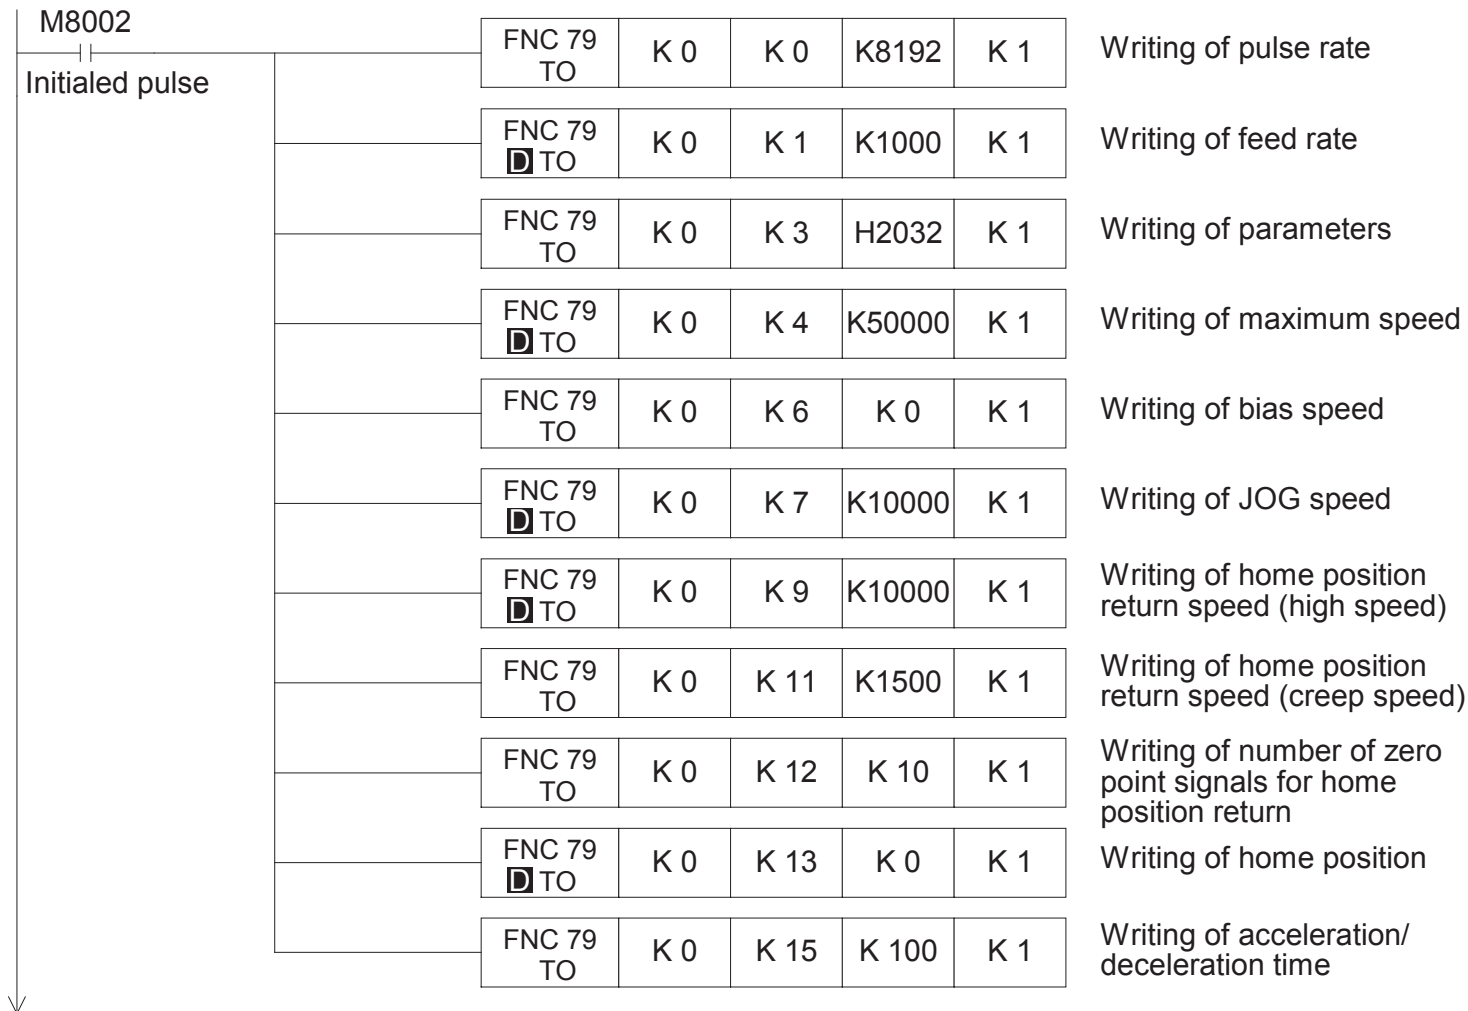 M8002
Initialed pulse
FNC 79 TO K 0 K 0 K8192 K 1 Writing of pulse rate
FNC 79 D TO K 0 K 1 K1000 K 1 Writing of feed rate
FNC 79 TO K 0 K 3 H2032 K 1 Writing of parameters
FNC 79 D TO K 0 K 4 K50000 K 1 Writing of maximum speed
FNC 79 TO K 0 K 6 K 0 K 1 Writing of bias speed
FNC 79 D TO K 0 K 7 K10000 K 1 Writing of JOG speed
FNC 79 D TO K 0 K 9 K10000 K 1 Writing of home position
return speed (high speed)
FNC 79 TO K 0 K 11 K1500 K 1 Writing of home position
return speed (creep speed)
FNC 79 TO K 0 K 12 K 10 K 1 Writing of number of zero
point signals for home
position return
FNC 79 D TO K 0 K 13 K 0 K 1 Writing of home position
FNC 79 TO K 0 K 15 K 100 K 1 Writing of acceleration/
deceleration time